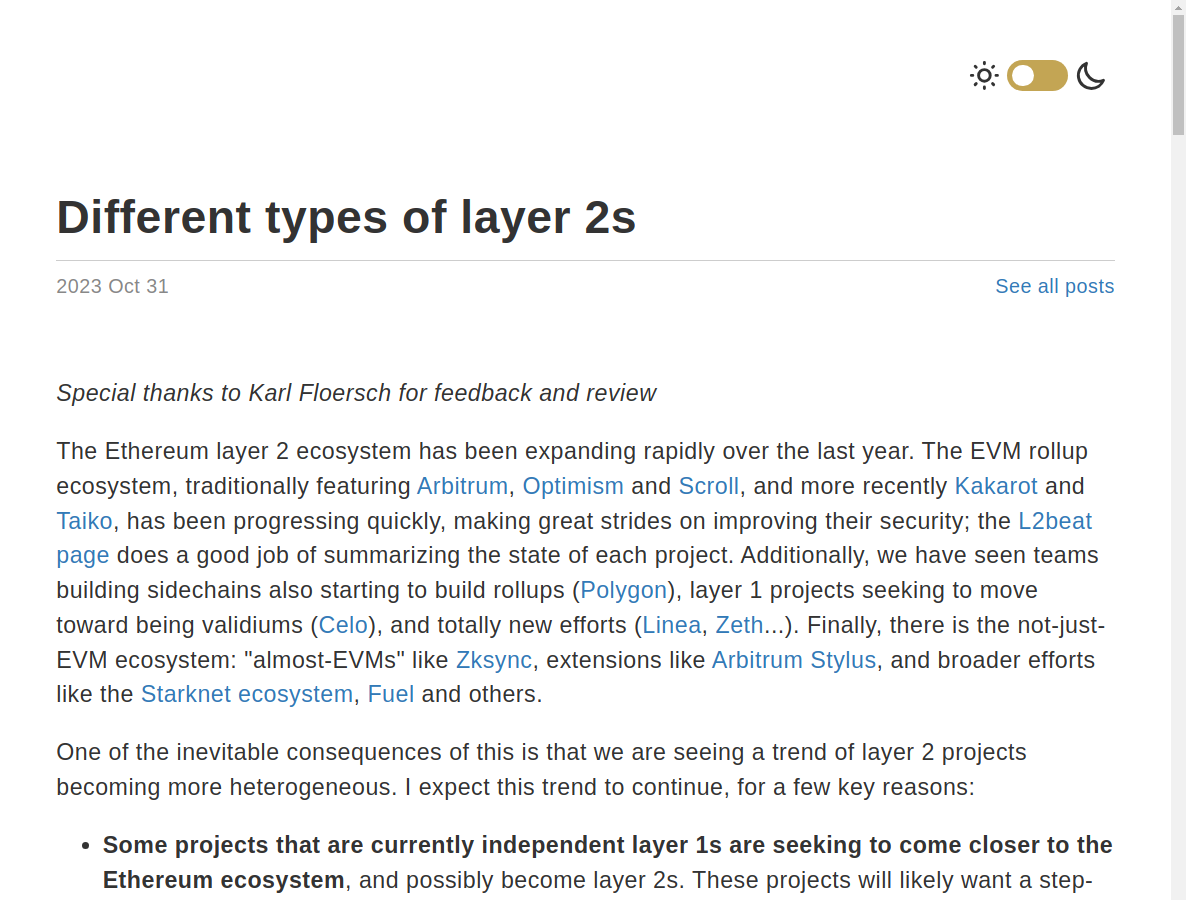 Different types of layer 2s
2023 Oct 31
See all posts
Special thanks to Karl Floersch for feedback and review
The Ethereum layer 2 ecosystem has been expanding rapidly over the last year. The EVM rollup
ecosystem, traditionally featuring Arbitrum, Optimism and Scroll, and more recently Kakarot and
Taiko, has been progressing quickly, making great strides on improving their security; the L2beat
page does a good job of summarizing the state of each project. Additionally, we have seen teams
building sidechains also starting to build rollups (Polygon), layer 1 projects seeking to move
toward being validiums (Celo), and totally new efforts (Linea, Zeth...). Finally, there is the not-just-
EVM ecosystem: "almost-EVMs" like Zksync, extensions like Arbitrum Stylus, and broader efforts
like the Starknet ecosystem, Fuel and others.
One of the inevitable consequences of this is that we are seeing a trend of layer 2 projects
becoming more heterogeneous. I expect this trend to continue, for a few key reasons:
• Some projects that are currently independent layer 1s are seeking to come closer to the
Ethereum ecosystem, and possibly become layer 2s. These projects will likely want a step-